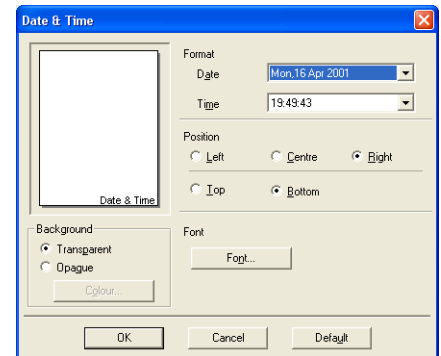 Date & Time
Format
Date Mon,16 Apr 2001
Time 19:49:43
Position
Left Centre Right
Top Bottom
Date & Time
Background
Transparent
Opaque
Colour...
Font
Font...
OK Cancel Default